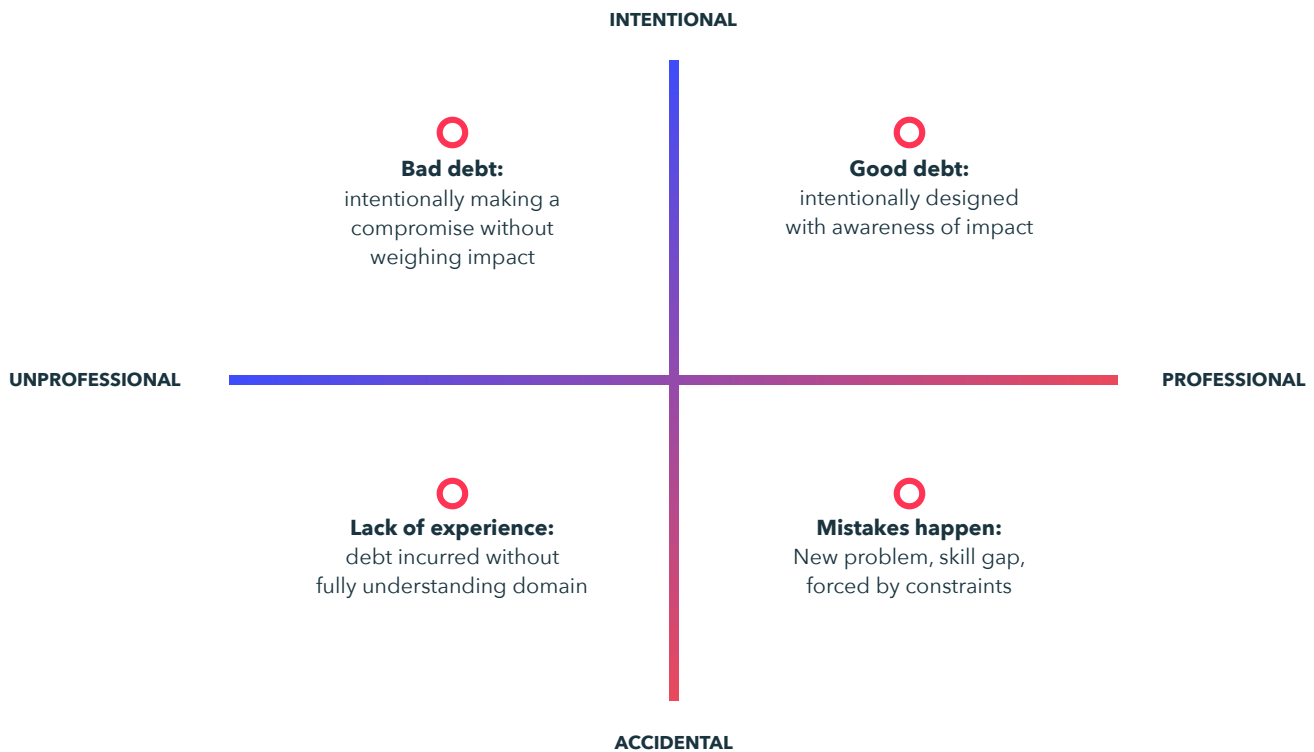 INTENTIONAL
Bad debt:
intentionally making a
compromise without
weighing impact
Good debt:
intentionally designed
with awareness of impact
UNPROFESSIONAL
PROFESSIONAL
Lack of experience:
debt incurred without
fully understanding domain
Mistakes happen:
New problem, skill gap,
forced by constraints
ACCIDENTAL